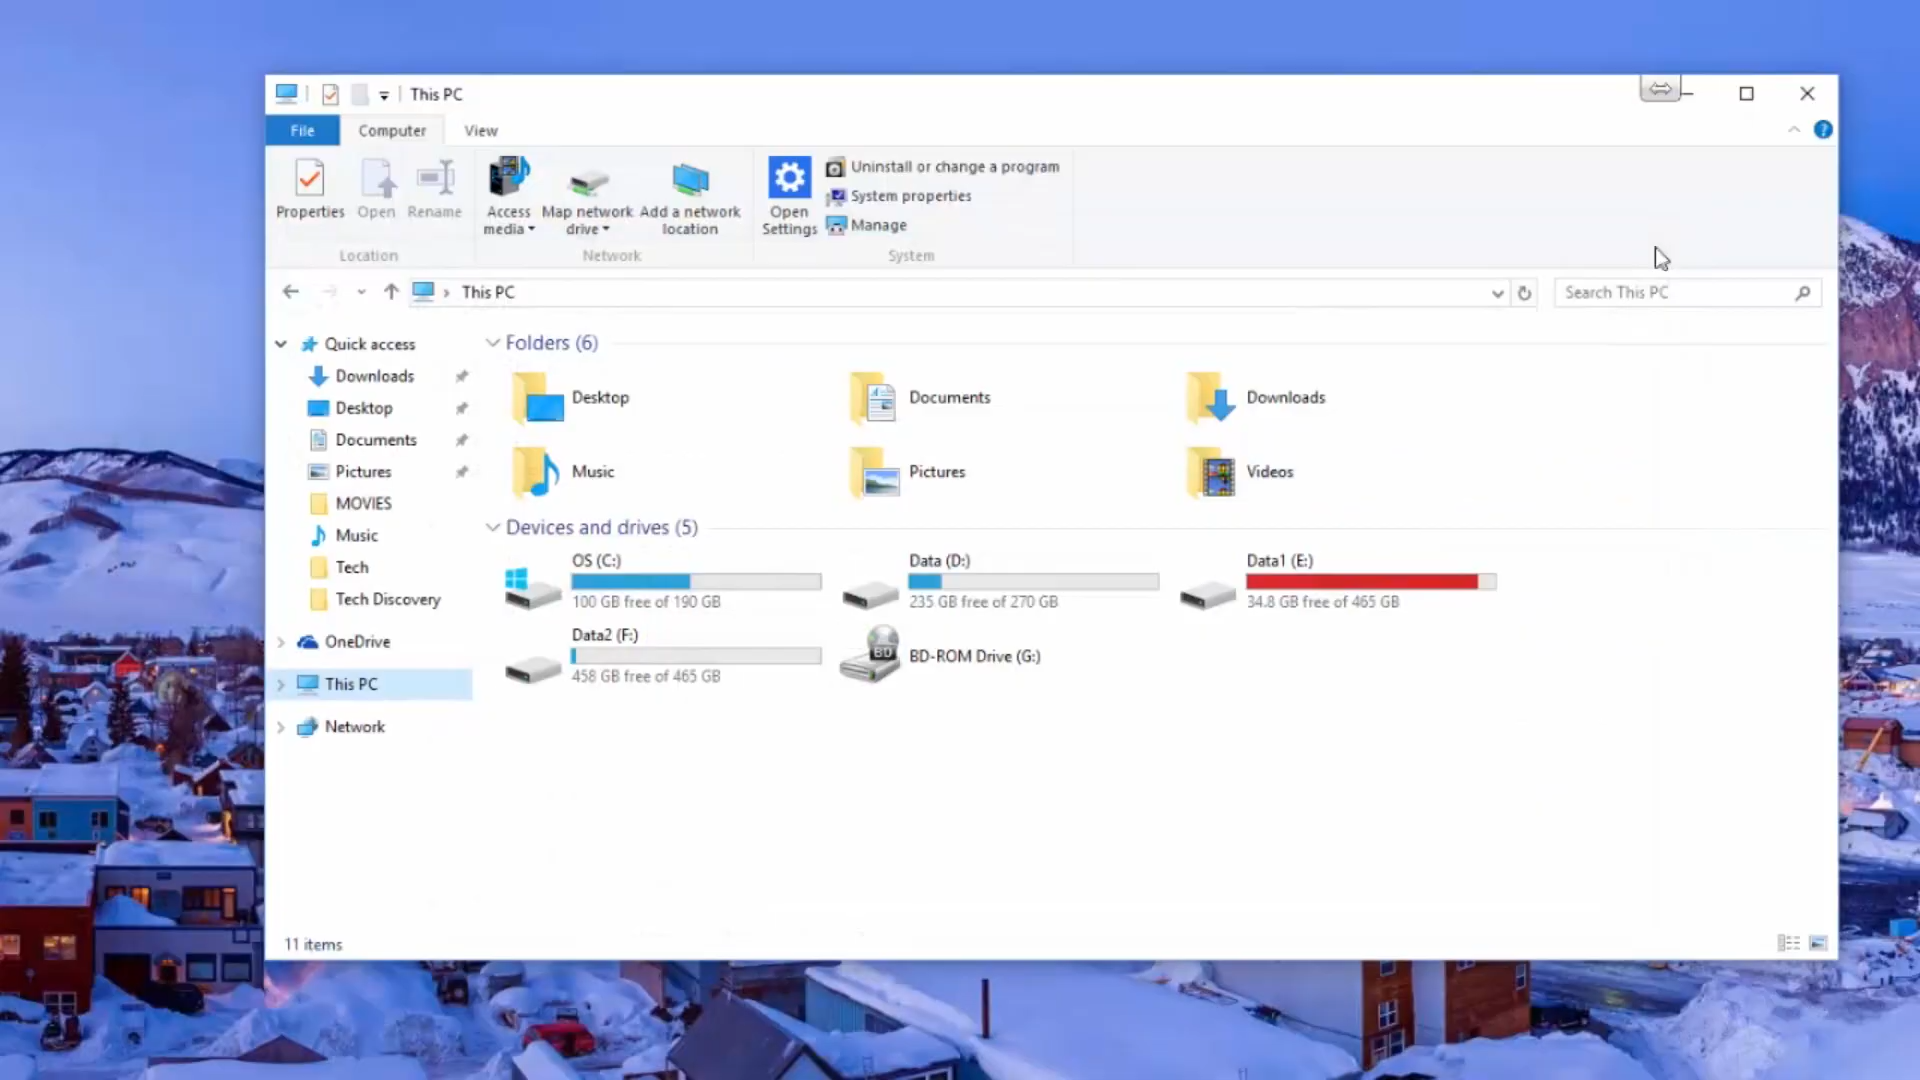 This PC
File Computer View
Uninstall or change a program
System properties
Manage
Properties Open Rename Access media Map network drive Add a network location Open Settings
Location Network System
This PC
Search This PC
Quick access
Downloads
Desktop
Documents
Pictures
MOVIES
Music
Tech
Tech Discovery
OneDrive
This PC
Network
Folders (6)
Desktop Documents Downloads
Music Pictures Videos
Devices and drives (5)
OS (C:) Data (D:) Data1 (E:)
100 GB free of 190 GB 235 GB free of 270 GB 34.8 GB free of 465 GB
Data2 (F:)
BD
BD-ROM Drive (G:)
458 GB free of 465 GB
11 items